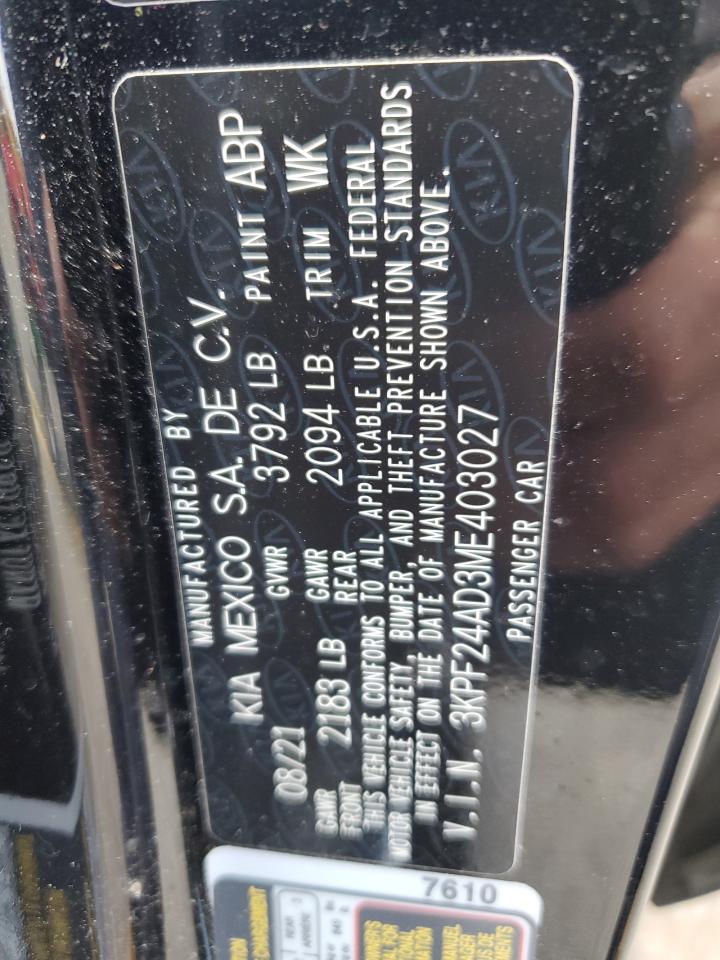 MANUFACTURED BY
KIA MEXICO S.A. DE C.V.
08/21 GVWR 3792 LB PAINT ABP
GAWR FRONT 2183 LB GAWR REAR 2094 LB TRIM WK
THIS VEHICLE CONFORMS TO ALL APPLICABLE U.S.A. FEDERAL
MOTOR VEHICLE SAFETY, BUMPER, AND THEFT PREVENTION STANDARDS
IN EFFECT ON THE DATE OF MANUFACTURE SHOWN ABOVE.
V.I.N. 3KPF24AD3ME403027
PASSENGER CAR
7610